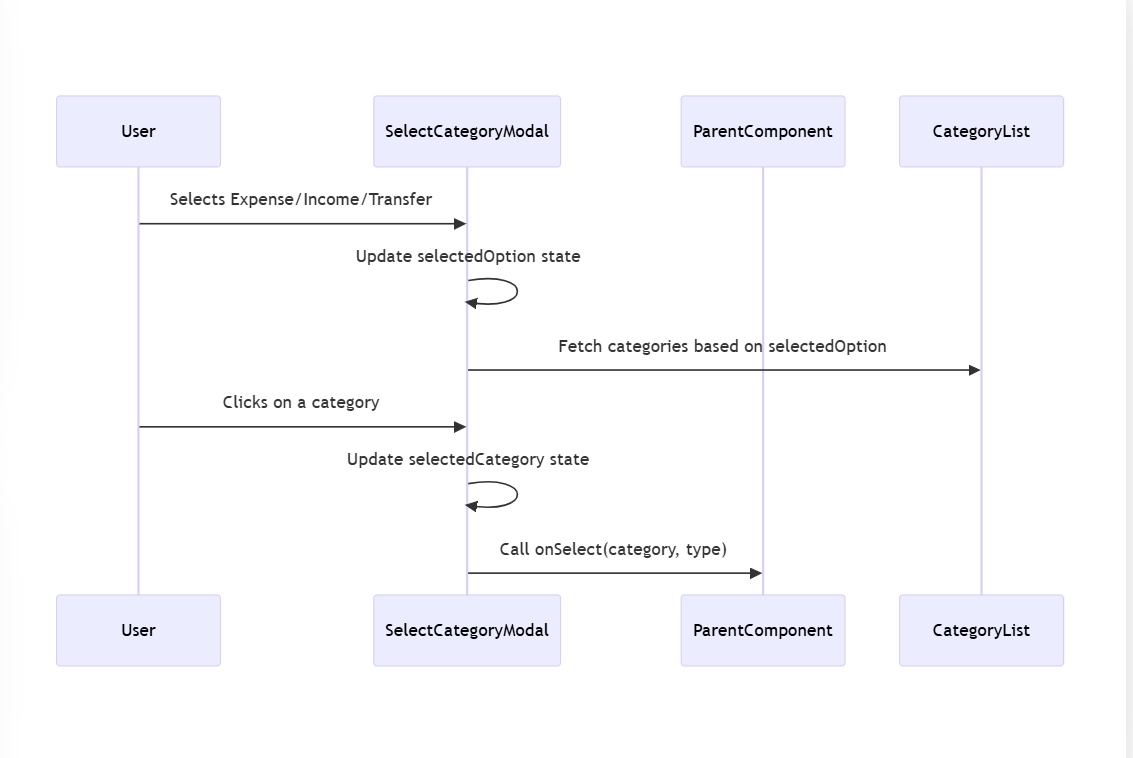 User
SelectCategoryModal
ParentComponent
CategoryList
Selects Expense/Income/Transfer
Update selectedOption state
Fetch categories based on selectedOption
Clicks on a category
Update selectedCategory state
Call onSelect(category, type)
User
SelectCategoryModal
ParentComponent
CategoryList